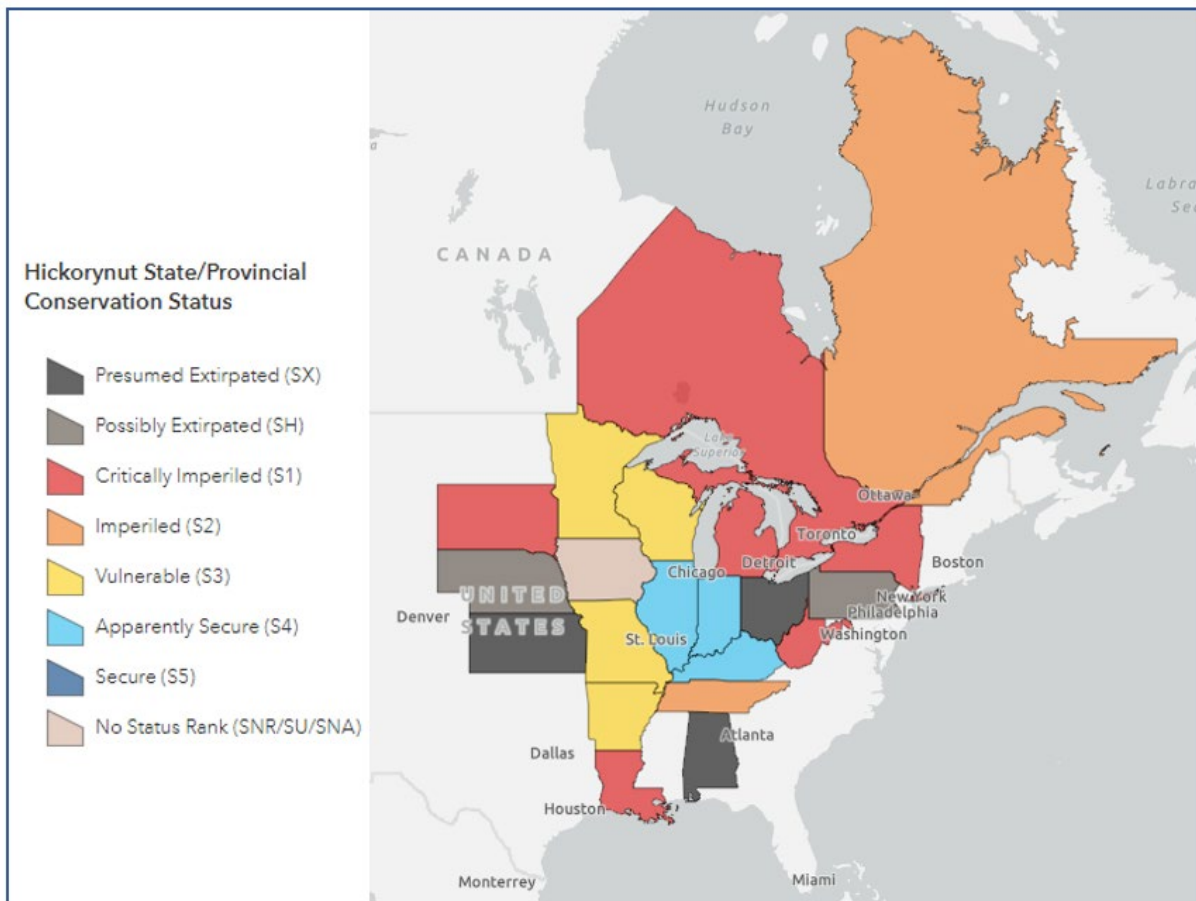 Hickorynut State/Provincial
Conservation Status
Presumed Extirpated (SX)
Possibly Extirpated (SH)
Critically Imperiled (S1)
Imperiled (S2)
Vulnerable (S3)
Apparently Secure (S4)
Secure (S5)
No Status Rank (SNR/SU/SNA)
Hudson
Bay
CANADA
Lake
Superior
Ottawa
Toronto
Boston
Detroit
Chicago
New York
Philadelphia
Washington
Denver
UNITED
STATES
St. Louis
Atlanta
Dallas
Houston
Monterrey
Miami